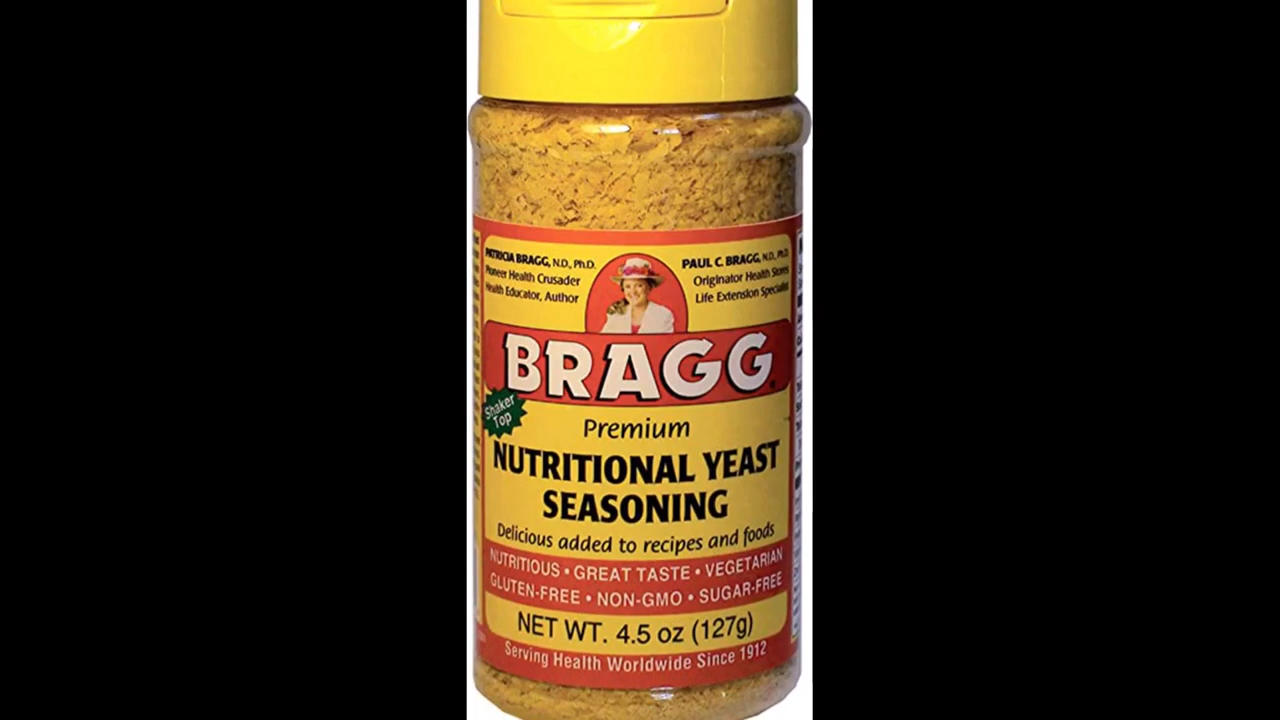 PATRICIA BRAGG, N.D., Ph.D.
Pioneer Health Crusader
Health Educator, Author
PAUL C. BRAGG, N.D., Ph.D.
Originator Health Stores
Life Extension Specialist
BRAGG
Shaker
Top
Premium
NUTRITIONAL YEAST
SEASONING
Delicious added to recipes and foods
NUTRITIOUS • GREAT TASTE • VEGETARIAN
GLUTEN-FREE • NON-GMO • SUGAR-FREE
NET WT. 4.5 oz (127g)
Serving Health Worldwide Since 1912